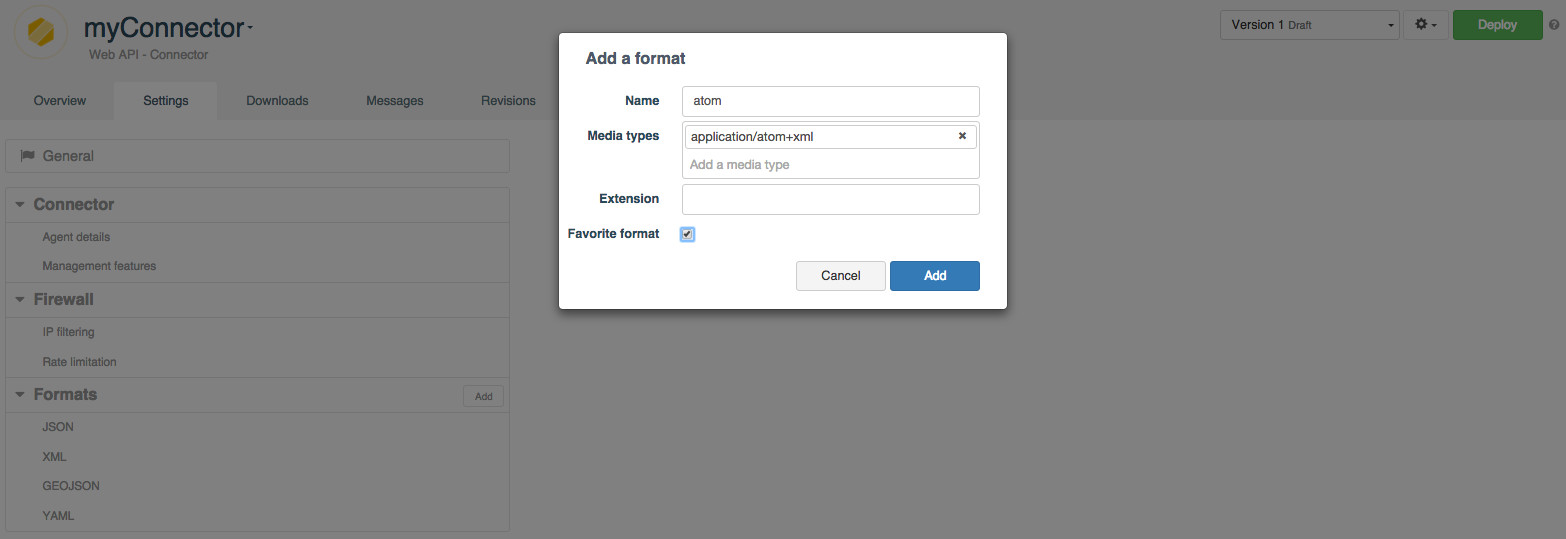 myConnector
Web API - Connector
Version 1 Draft
Deploy
Overview
Settings
Downloads
Messages
Revisions
General
Connector
Agent details
Management features
Firewall
IP filtering
Rate limitation
Formats
Add
JSON
XML
GEOJSON
YAML
Add a format
Name
atom
Media types
application/atom+xml
Add a media type
Extension
Favorite format
Cancel
Add